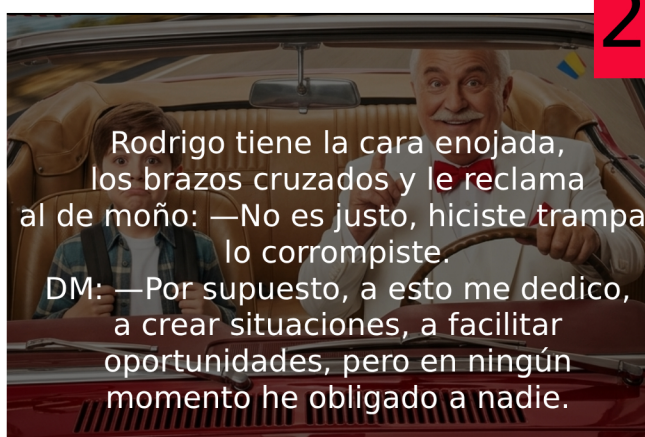 2
Rodrigo tiene la cara enojada,
los brazos cruzados y le reclama
al de moño: —No es justo, hiciste trampa
lo corrompiste.
DM: —Por supuesto, a esto me dedico,
a crear situaciones, a facilitar
oportunidades, pero en ningún
momento he obligado a nadie.